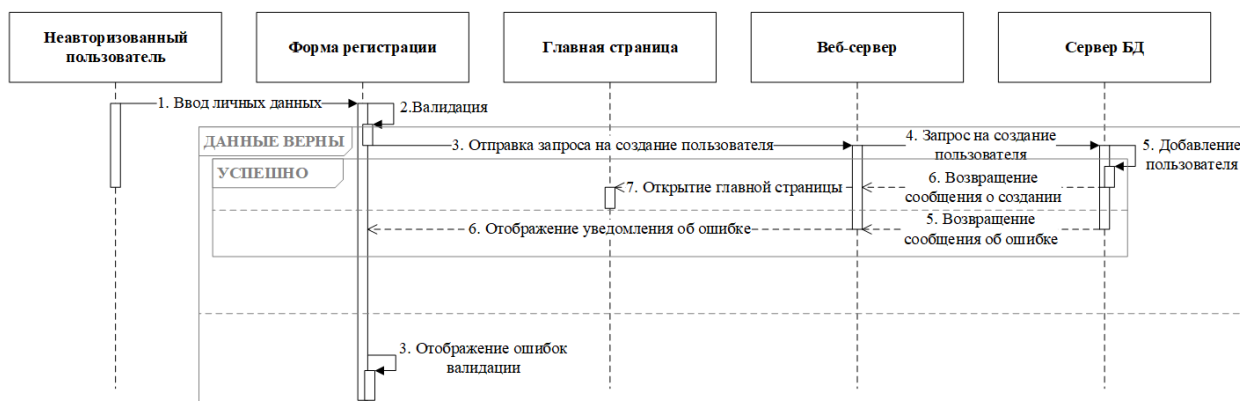 Неавторизованный
пользователь
Форма регистрации
Главная страница
Веб-сервер
Сервер БД
1. Ввод личных данных
2.Валидация
ДАННЫЕ ВЕРНЫ
3. Отправка запроса на создание пользователя
4. Запрос на создание
пользователя
5. Добавление
пользователя
УСПЕШНО
6. Возвращение
сообщения о создании
7. Открытие главной страницы
5. Возвращение
сообщения об ошибке
6. Отображение уведомления об ошибке
3. Отображение ошибок
валидации